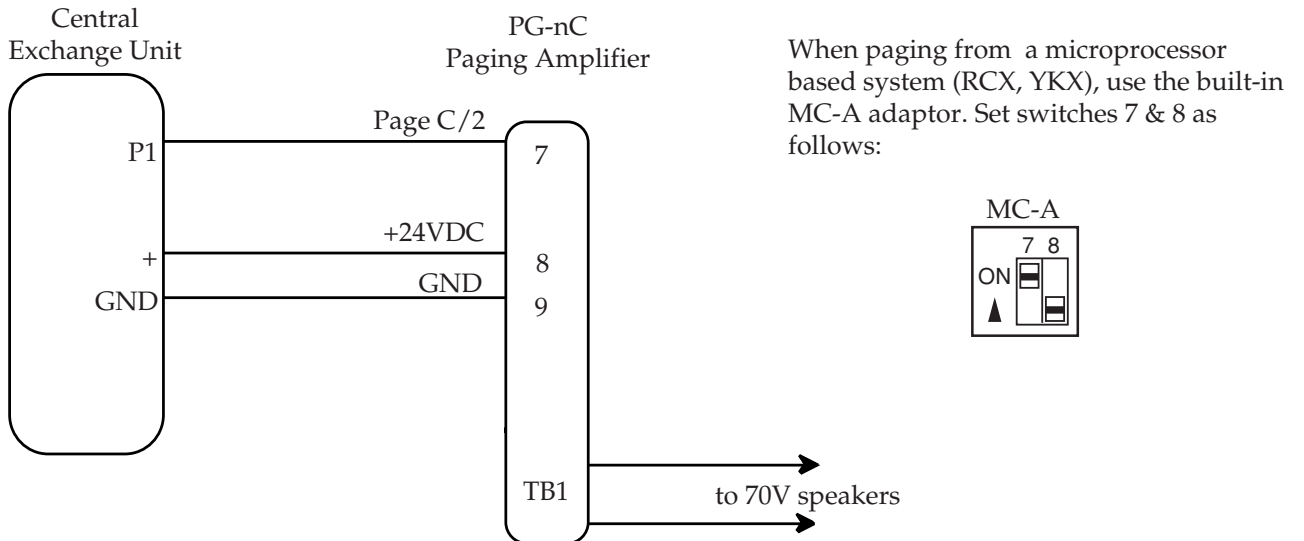 Central
Exchange Unit
PG-nC
Paging Amplifier
When paging from a microprocessor
based system (RCX, YKX), use the built-in
MC-A adaptor. Set switches 7 & 8 as
follows:
Page C/2
P1
7
+24VDC
+
8
GND
GND
9
MC-A
7 8
ON
TB1
to 70V speakers